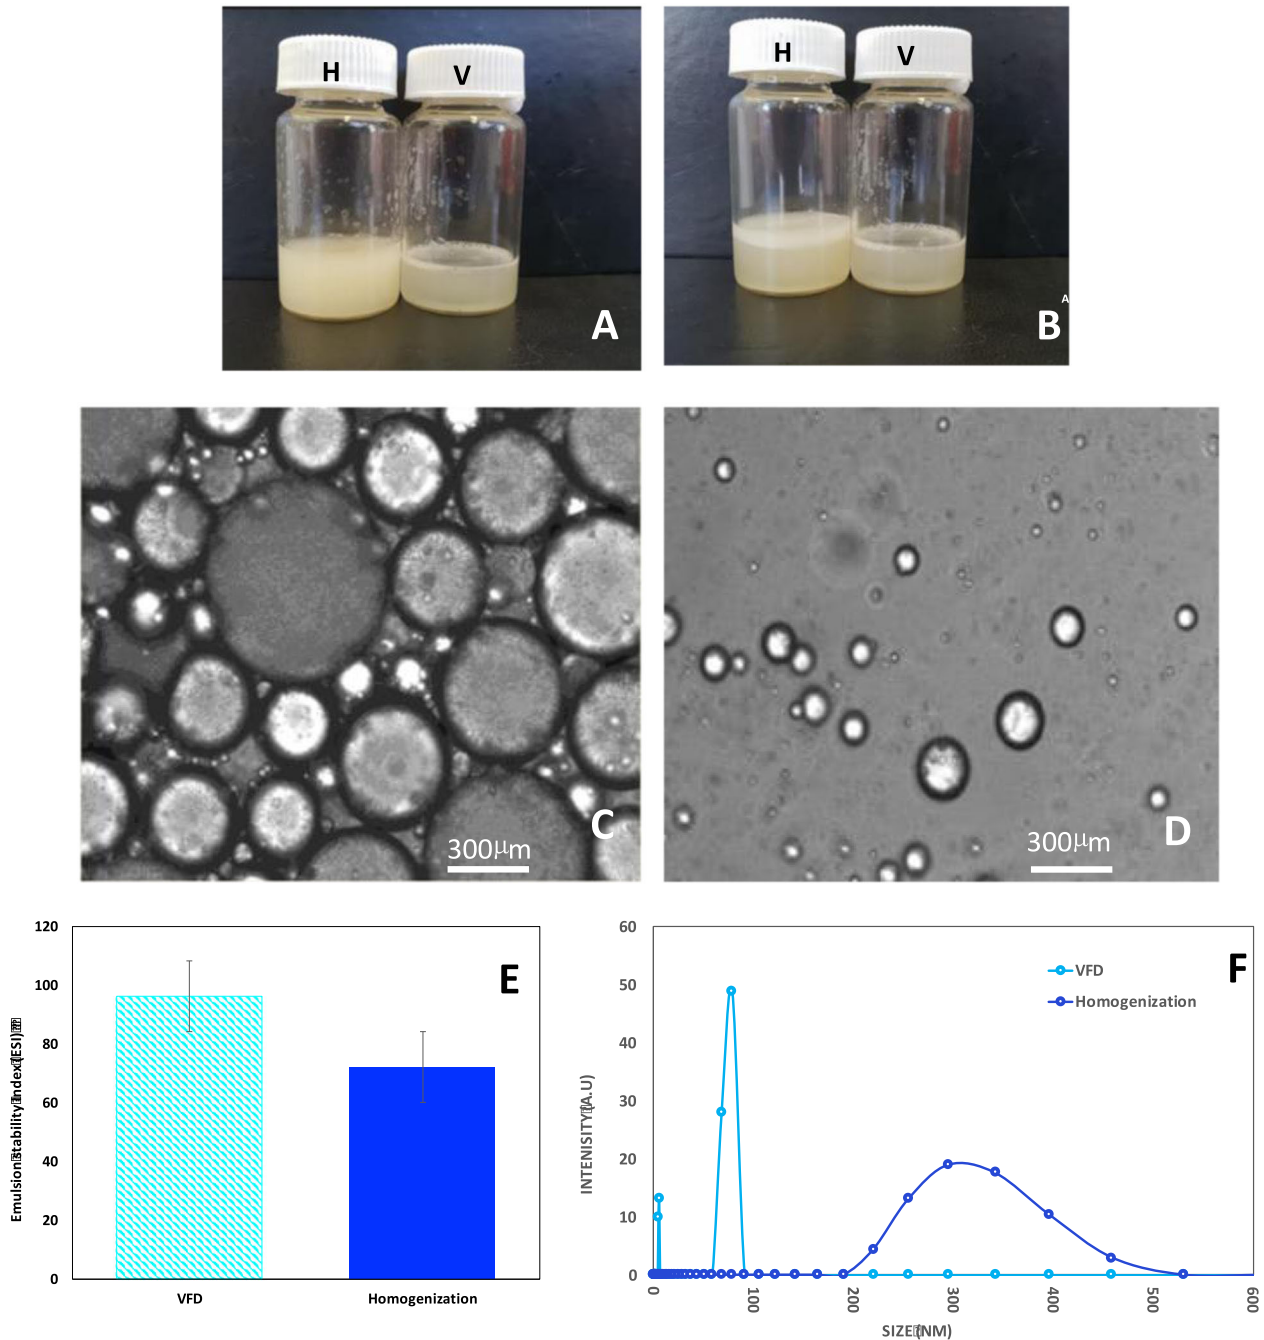 H V
A
H V
A
B
300µm C
300µm D
120
100
80
60
40
20
0
Emulsion stability Index (ESI)
E
VFD Homogenization
60
50
40
30
20
10
0
INTENISITY (A.U)
F
VFD
Homogenization
0 100 200 300 400 500 600
SIZE (NM)